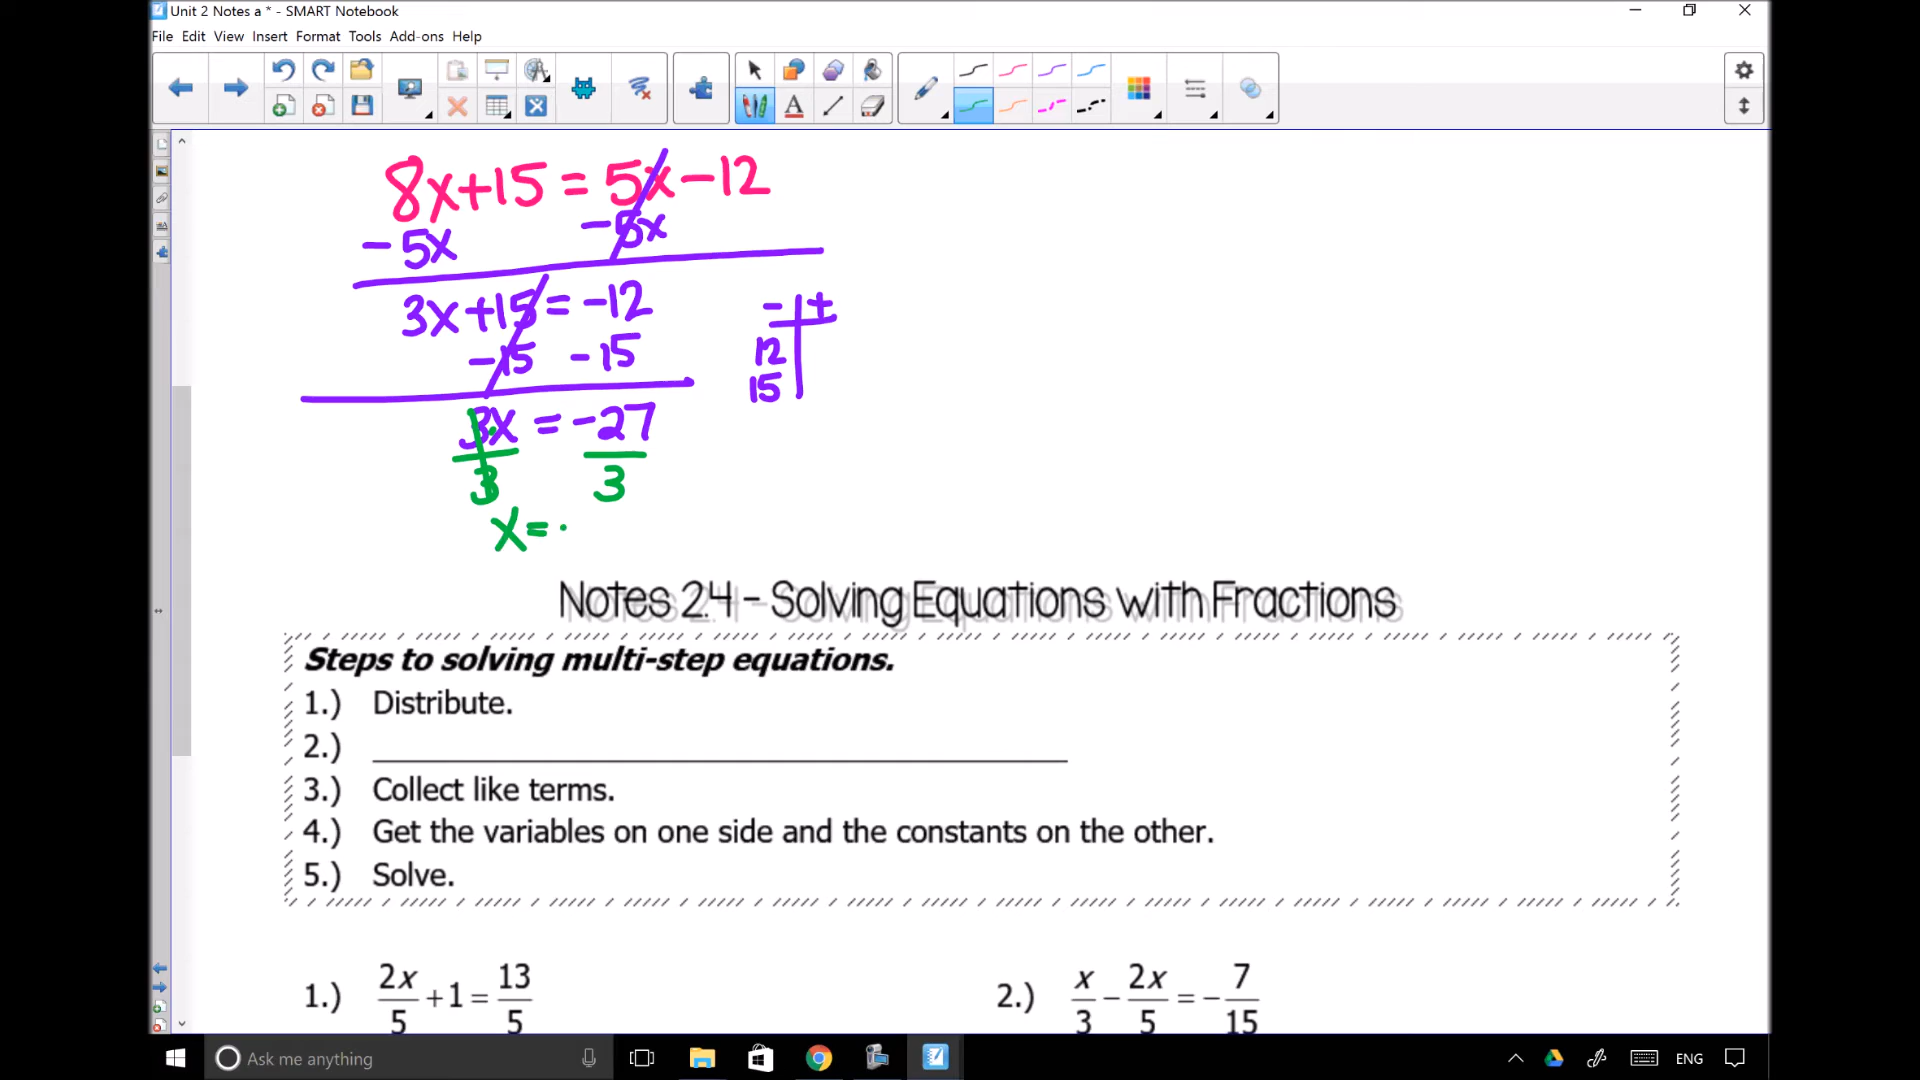 Unit 2 Notes a * - SMART Notebook
File Edit View Insert Format Tools Add-ons Help
8x+15 = 5x-12
-5x -5x
3x+15 = -12
-15 -15
- +
12
15
3x = -27
3 3
x = -
Notes 2.4 - Solving Equations with Fractions
Steps to solving multi-step equations.
1.) Distribute.
2.) ________________
3.) Collect like terms.
4.) Get the variables on one side and the constants on the other.
5.) Solve.
1.) 2x/5 + 1 = 13/5
2.) x/3 - 2x/5 = - 7/15
Ask me anything
ENG